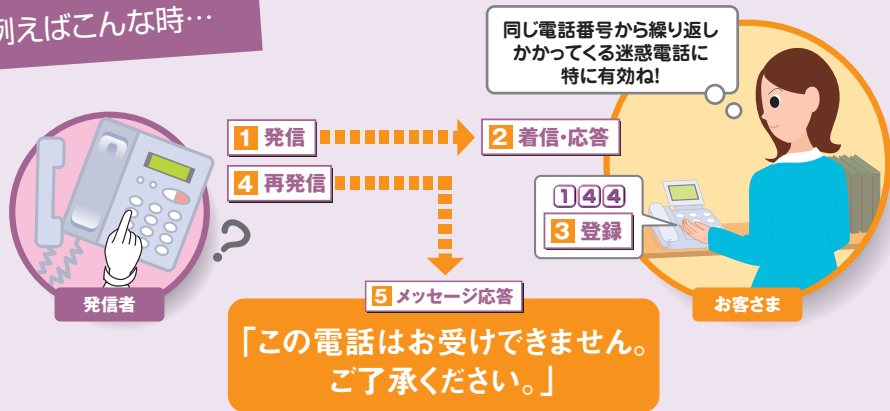 例えばこんな時…
同じ電話番号から繰り返し
かかってくる迷惑電話に
特に有効ね!
1 発信
2 着信・応答
4 再発信
144
3 登録
?
発信者
5 メッセージ応答
お客さま
「この電話はお受けできません。
ご了承ください。」